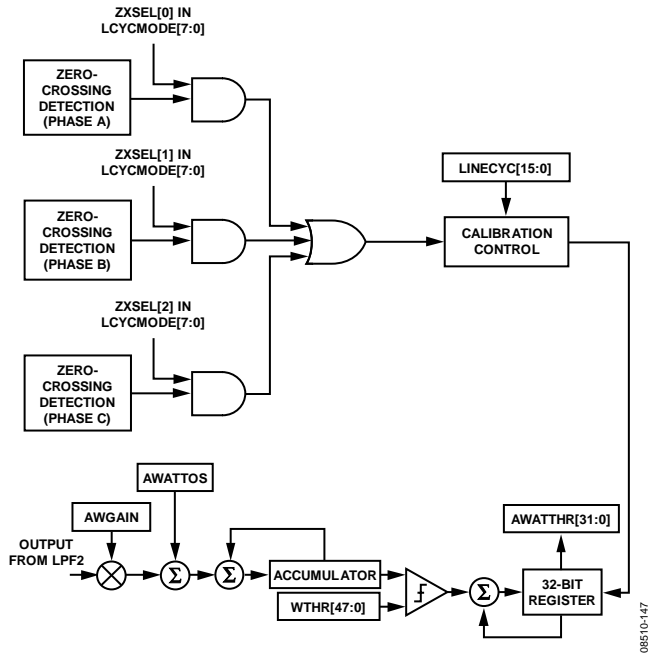 ZXSEL[0] IN
LCYCMODE[7:0]
ZERO-
CROSSING
DETECTION
(PHASE A)
ZXSEL[1] IN
LCYCMODE[7:0]
ZERO-
CROSSING
DETECTION
(PHASE B)
LINECYC[15:0]
CALIBRATION
CONTROL
ZXSEL[2] IN
LCYCMODE[7:0]
ZERO-
CROSSING
DETECTION
(PHASE C)
AWATTOS
AWGAIN
AWATTHR[31:0]
OUTPUT
FROM LPF2
Σ
Σ
ACCUMULATOR
WTHR[47:0]
Σ
32-BIT
REGISTER
08510-147